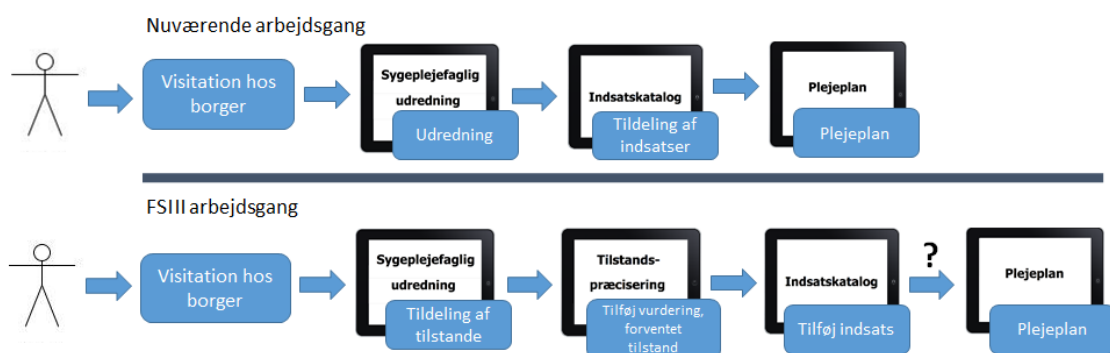 Nuværende arbejdsgang
Visitation hos
borger
Sygeplejefaglig
udredning
Udredning
Indsatskatalog
Tildeling af
indsatser
Plejeplan
Plejeplan
FSIII arbejdsgang
Visitation hos
borger
Sygeplejefaglig
udredning
Tildeling af
tilstande
Tilstands-
præcisering
Tilføj vurdering,
forventet
tilstand
Indsatskatalog
Tilføj indsats
?
Plejeplan
Plejeplan